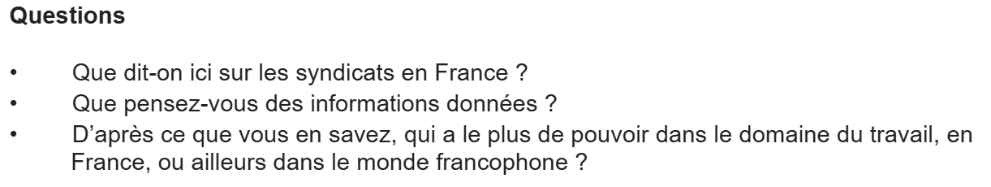 Questions
• Que dit-on ici sur les syndicats en France ?
• Que pensez-vous des informations données ?
• D’après ce que vous en savez, qui a le plus de pouvoir dans le domaine du travail, en
France, ou ailleurs dans le monde francophone ?